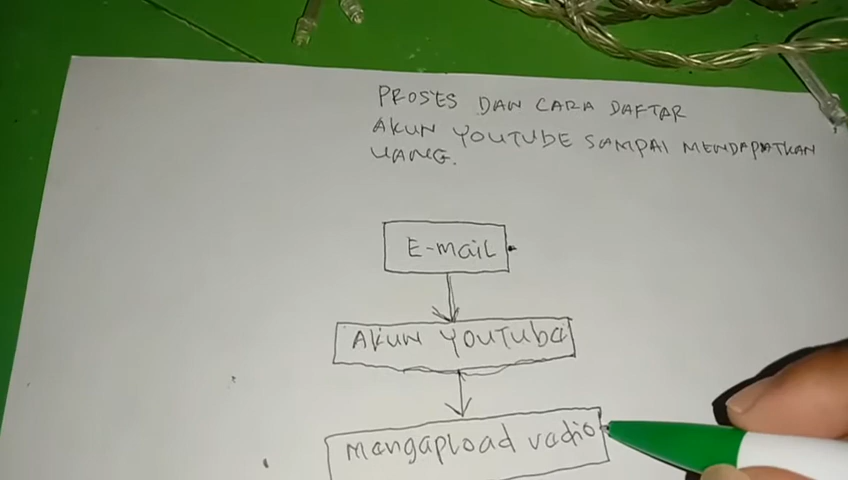 PROSES DAN CARA DAFTAR
AKUN YOUTUBE SAMPAI MENDAPATKAN
UANG.
E-mail
AKUN YOUTUBE
Mengapload vedio